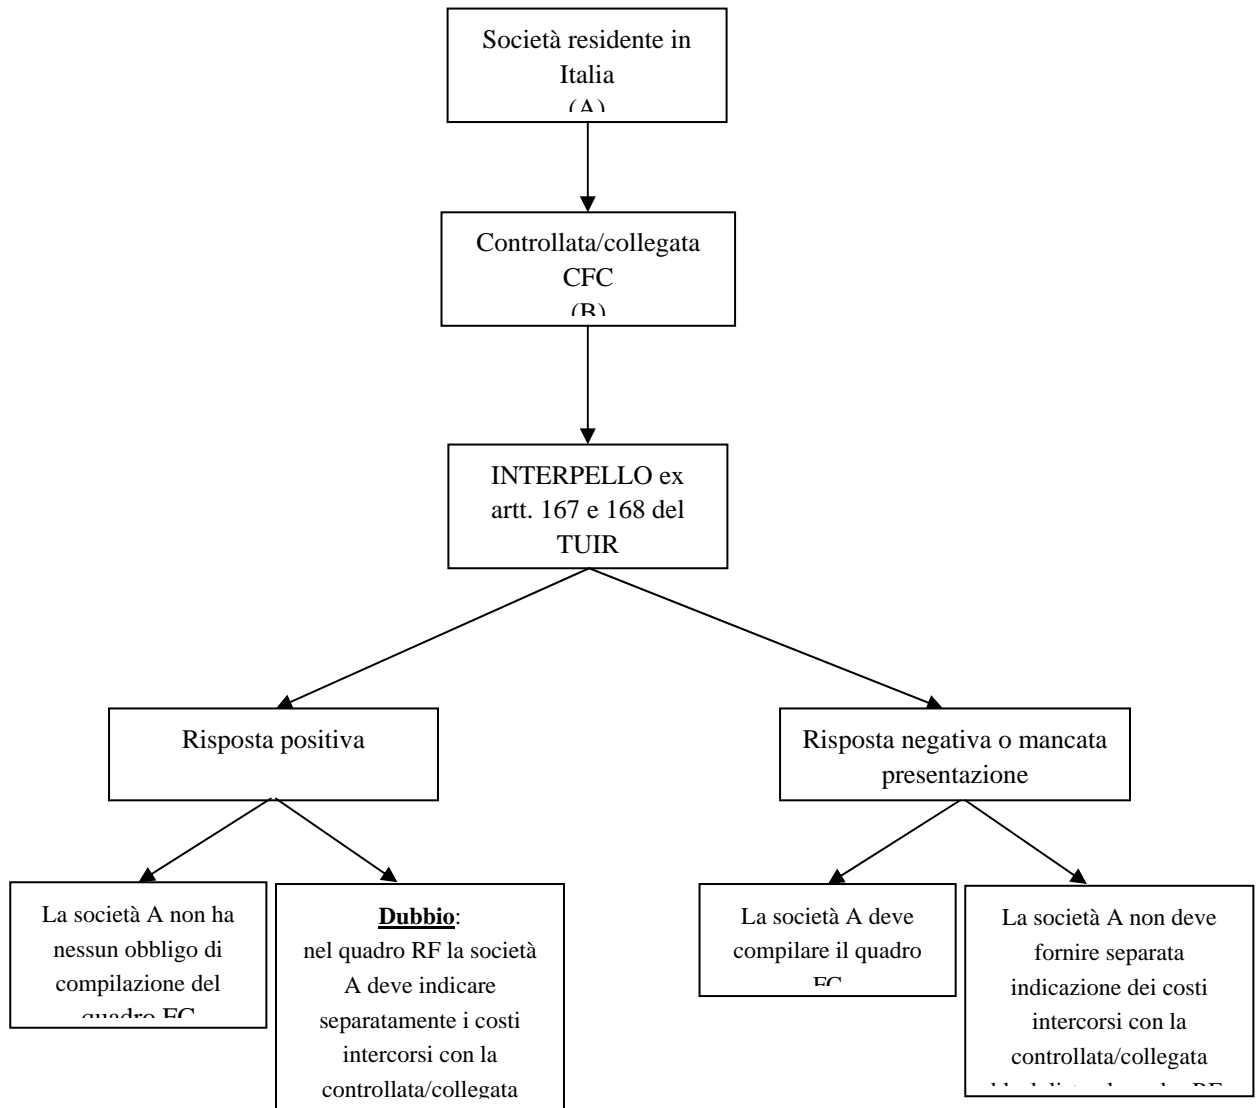 Società residente in
Italia
(A)
Controllata/collegata
CFC
(B)
INTERPELLO ex
artt. 167 e 168 del
TUIR
Risposta positiva
Risposta negativa o mancata
presentazione
La società A non ha
nessun obbligo di
compilazione del
quadro FC
Dubbio:
nel quadro RF la società
A deve indicare
separatamente i costi
intercorsi con la
controllata/collegata
La società A deve
compilare il quadro
FC
La società A non deve
fornire separata
indicazione dei costi
intercorsi con la
controllata/collegata